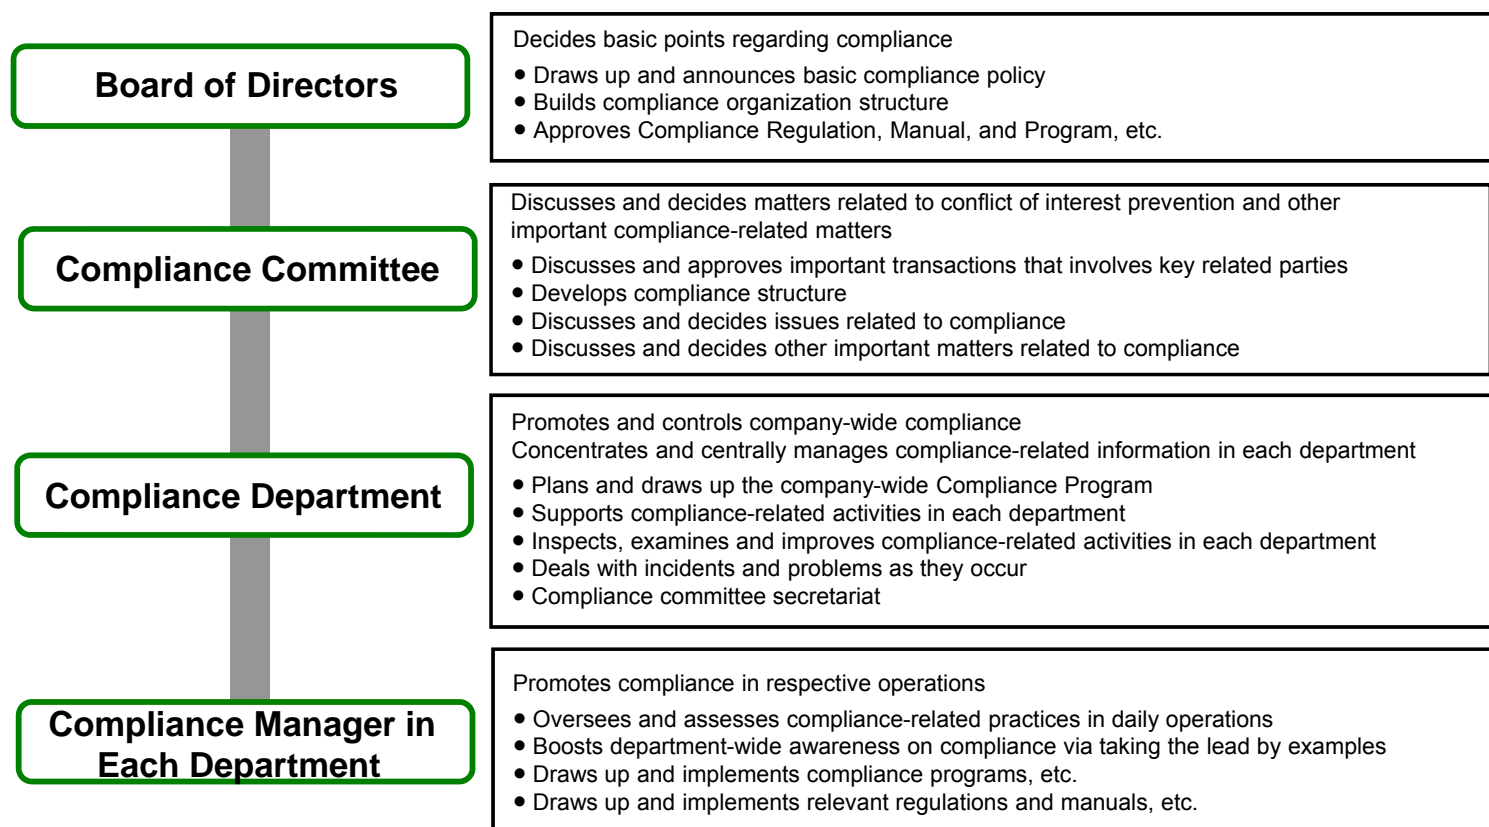 Board of Directors
Decides basic points regarding compliance
● Draws up and announces basic compliance policy
● Builds compliance organization structure
● Approves Compliance Regulation, Manual, and Program, etc.
Compliance Committee
Discusses and decides matters related to conflict of interest prevention and other
important compliance-related matters
● Discusses and approves important transactions that involves key related parties
● Develops compliance structure
● Discusses and decides issues related to compliance
● Discusses and decides other important matters related to compliance
Compliance Department
Promotes and controls company-wide compliance
Concentrates and centrally manages compliance-related information in each department
● Plans and draws up the company-wide Compliance Program
● Supports compliance-related activities in each department
● Inspects, examines and improves compliance-related activities in each department
● Deals with incidents and problems as they occur
● Compliance committee secretariat
Compliance Manager in
Each Department
Promotes compliance in respective operations
● Oversees and assesses compliance-related practices in daily operations
● Boosts department-wide awareness on compliance via taking the lead by examples
● Draws up and implements compliance programs, etc.
● Draws up and implements relevant regulations and manuals, etc.